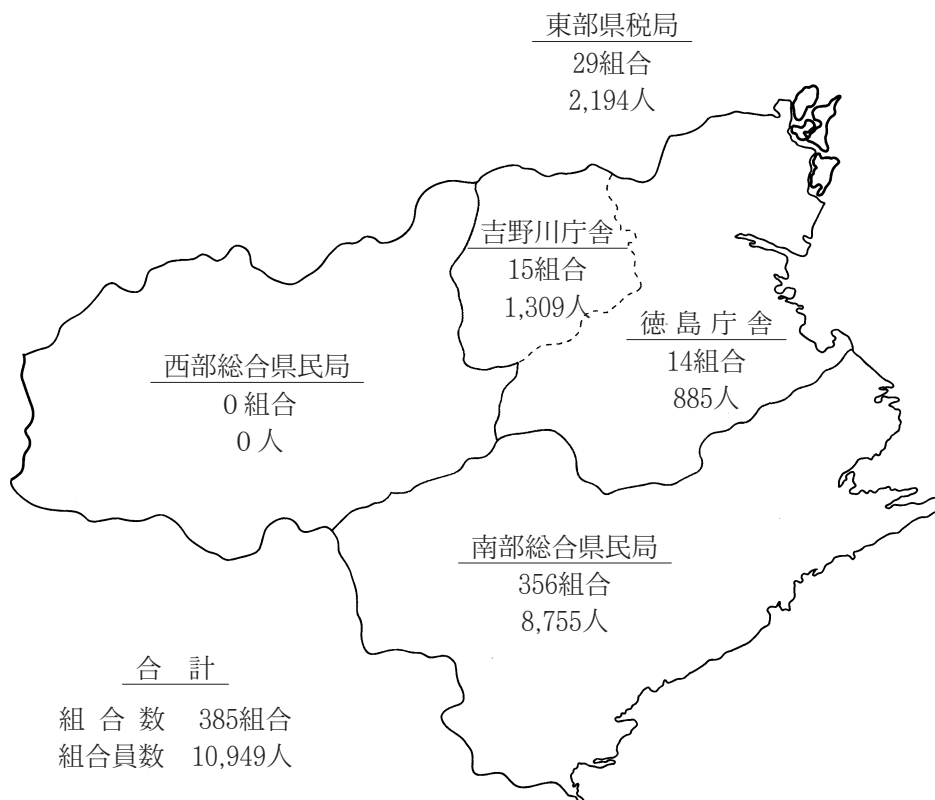 東部県税局
29組合
2,194人
吉野川庁舎
15組合
1,309人
徳島庁舎
14組合
885人
西部総合県民局
0組合
0人
南部総合県民局
356組合
8,755人
合計
組合数 385組合
組合員数 10,949人